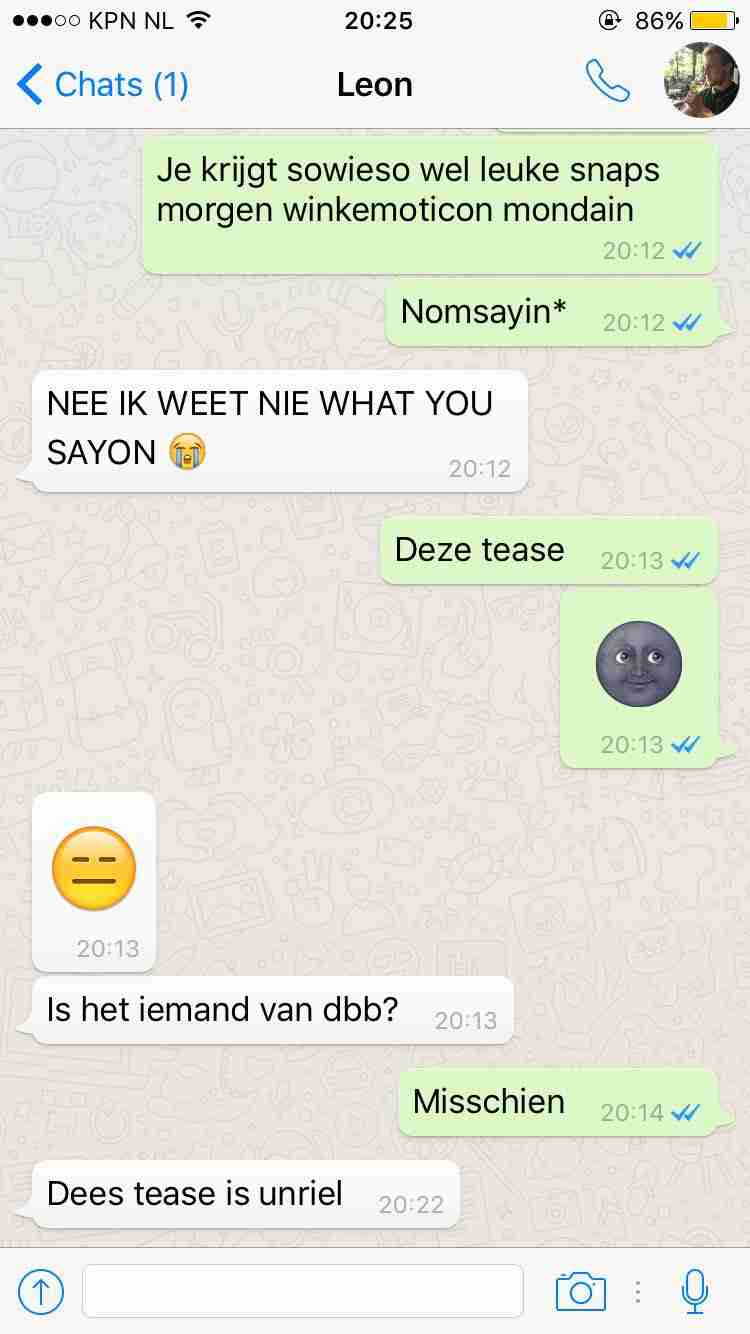 ●●●○○ KPN NL 20:25 86%
Chats (1) Leon
Je krijgt sowieso wel leuke snaps
morgen winkemoticon mondain
20:12
Nomsayin* 20:12
NEE IK WEET NIE WHAT YOU
SAYON 😭 20:12
Deze tease 20:13
🌚
20:13
😑
20:13
Is het iemand van dbb? 20:13
Misschien 20:14
Dees tease is unriel 20:22